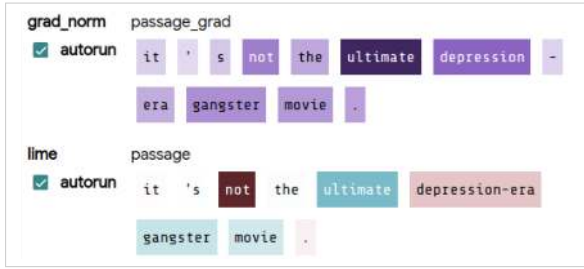 grad_norm passage_grad
autorun it ' s not the ultimate depression -
era gangster movie .
lime passage
autorun it 's not the ultimate depression-era
gangster movie .